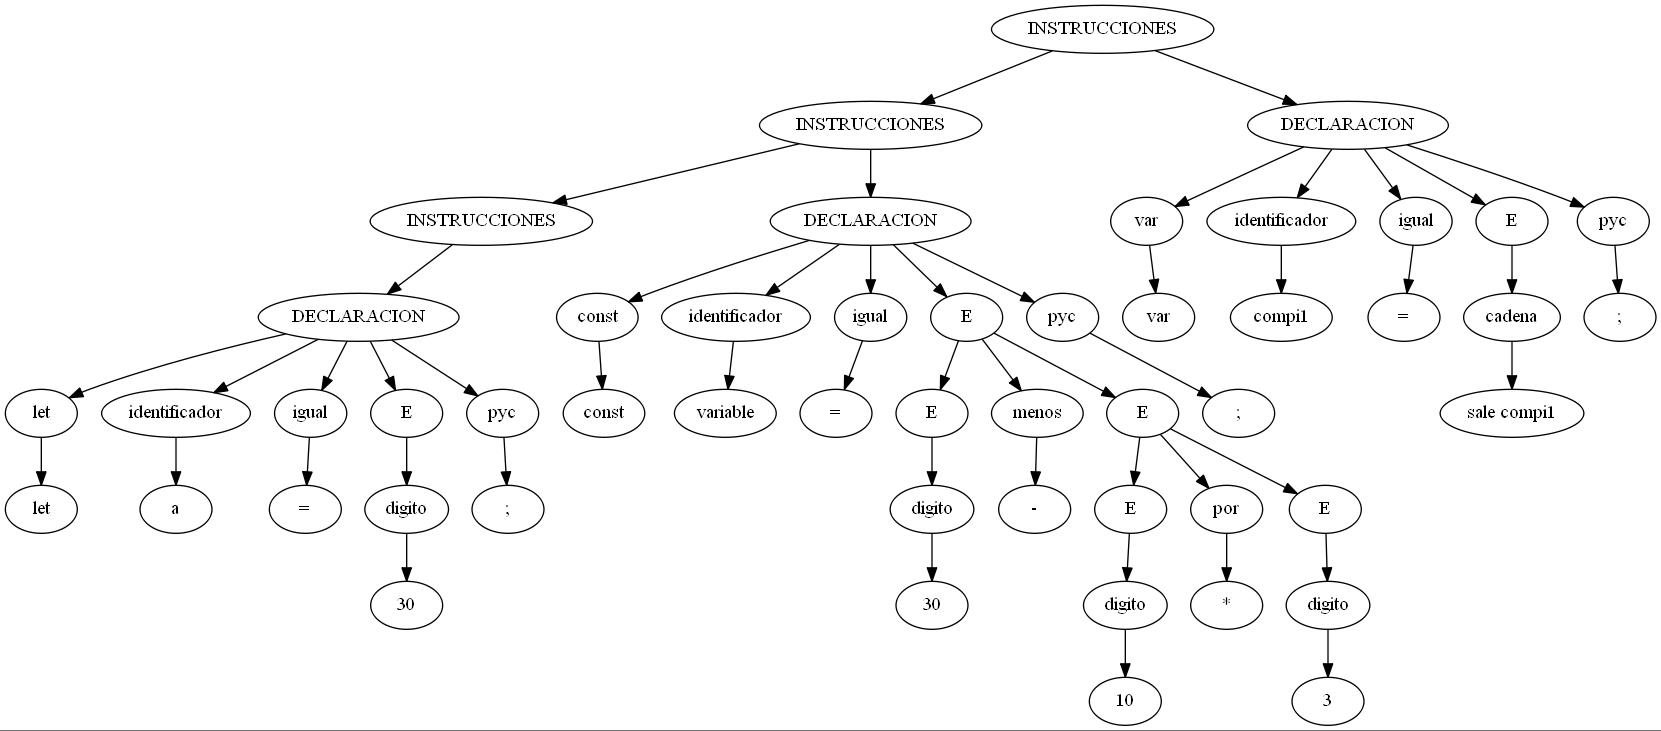 INSTRUCCIONES
INSTRUCCIONES DECLARACION
INSTRUCCIONES DECLARACION var identificador igual E pyc
DECLARACION const identificador igual E pyc var compi1 = cadena ;
let identificador igual E pyc const variable = E menos E ; sale compi1
let a = digito ; digito - E por E
30 30 digito * digito
10 3